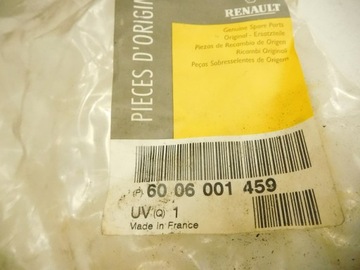 PIECES D'ORIGIN
RENAULT
Genuine Spare Parts
Original - Ersatzteile
Piezas de Recambio de Origen
Ricambi Originali
Peças Sobresselentes de Origem
(P) 60 06 001 459
UV(Q) 1
Made in France